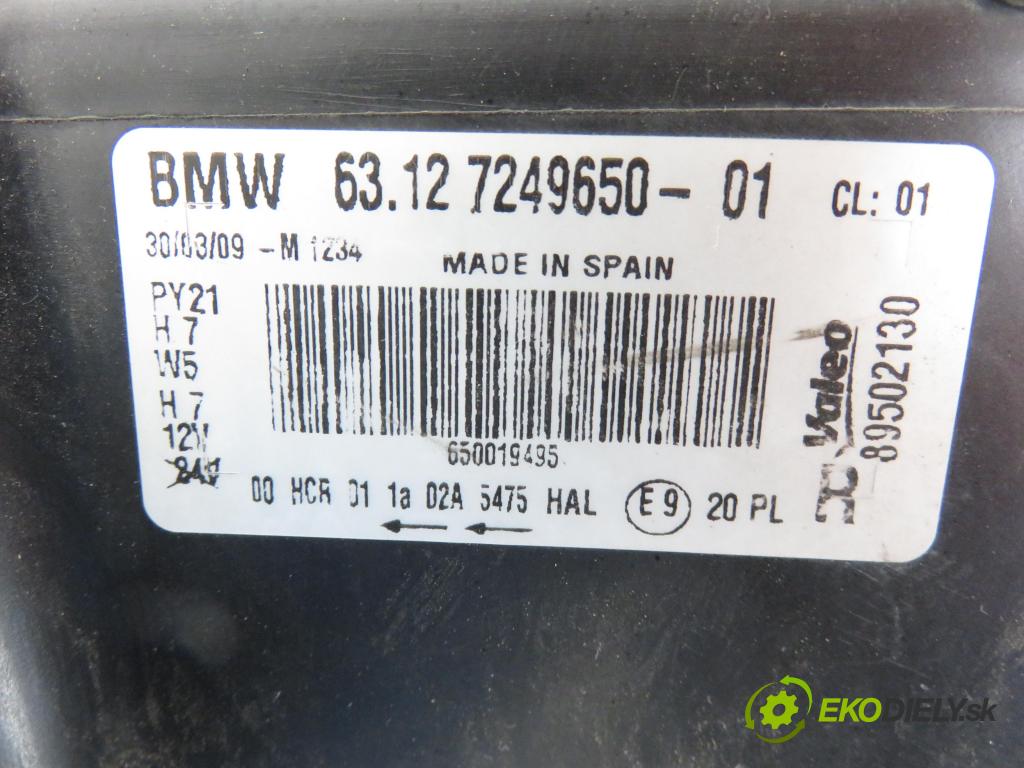 BMW 63.12 7249650- 01 CL: 01
30/03/09 -M 1234
MADE IN SPAIN
PY21
H 7
W5
H 7
12V
24V
650019495
00 HCR 01 1a 02A 5475 HAL E9 20 PL
Valeo
89502130
EKODIELY.sk